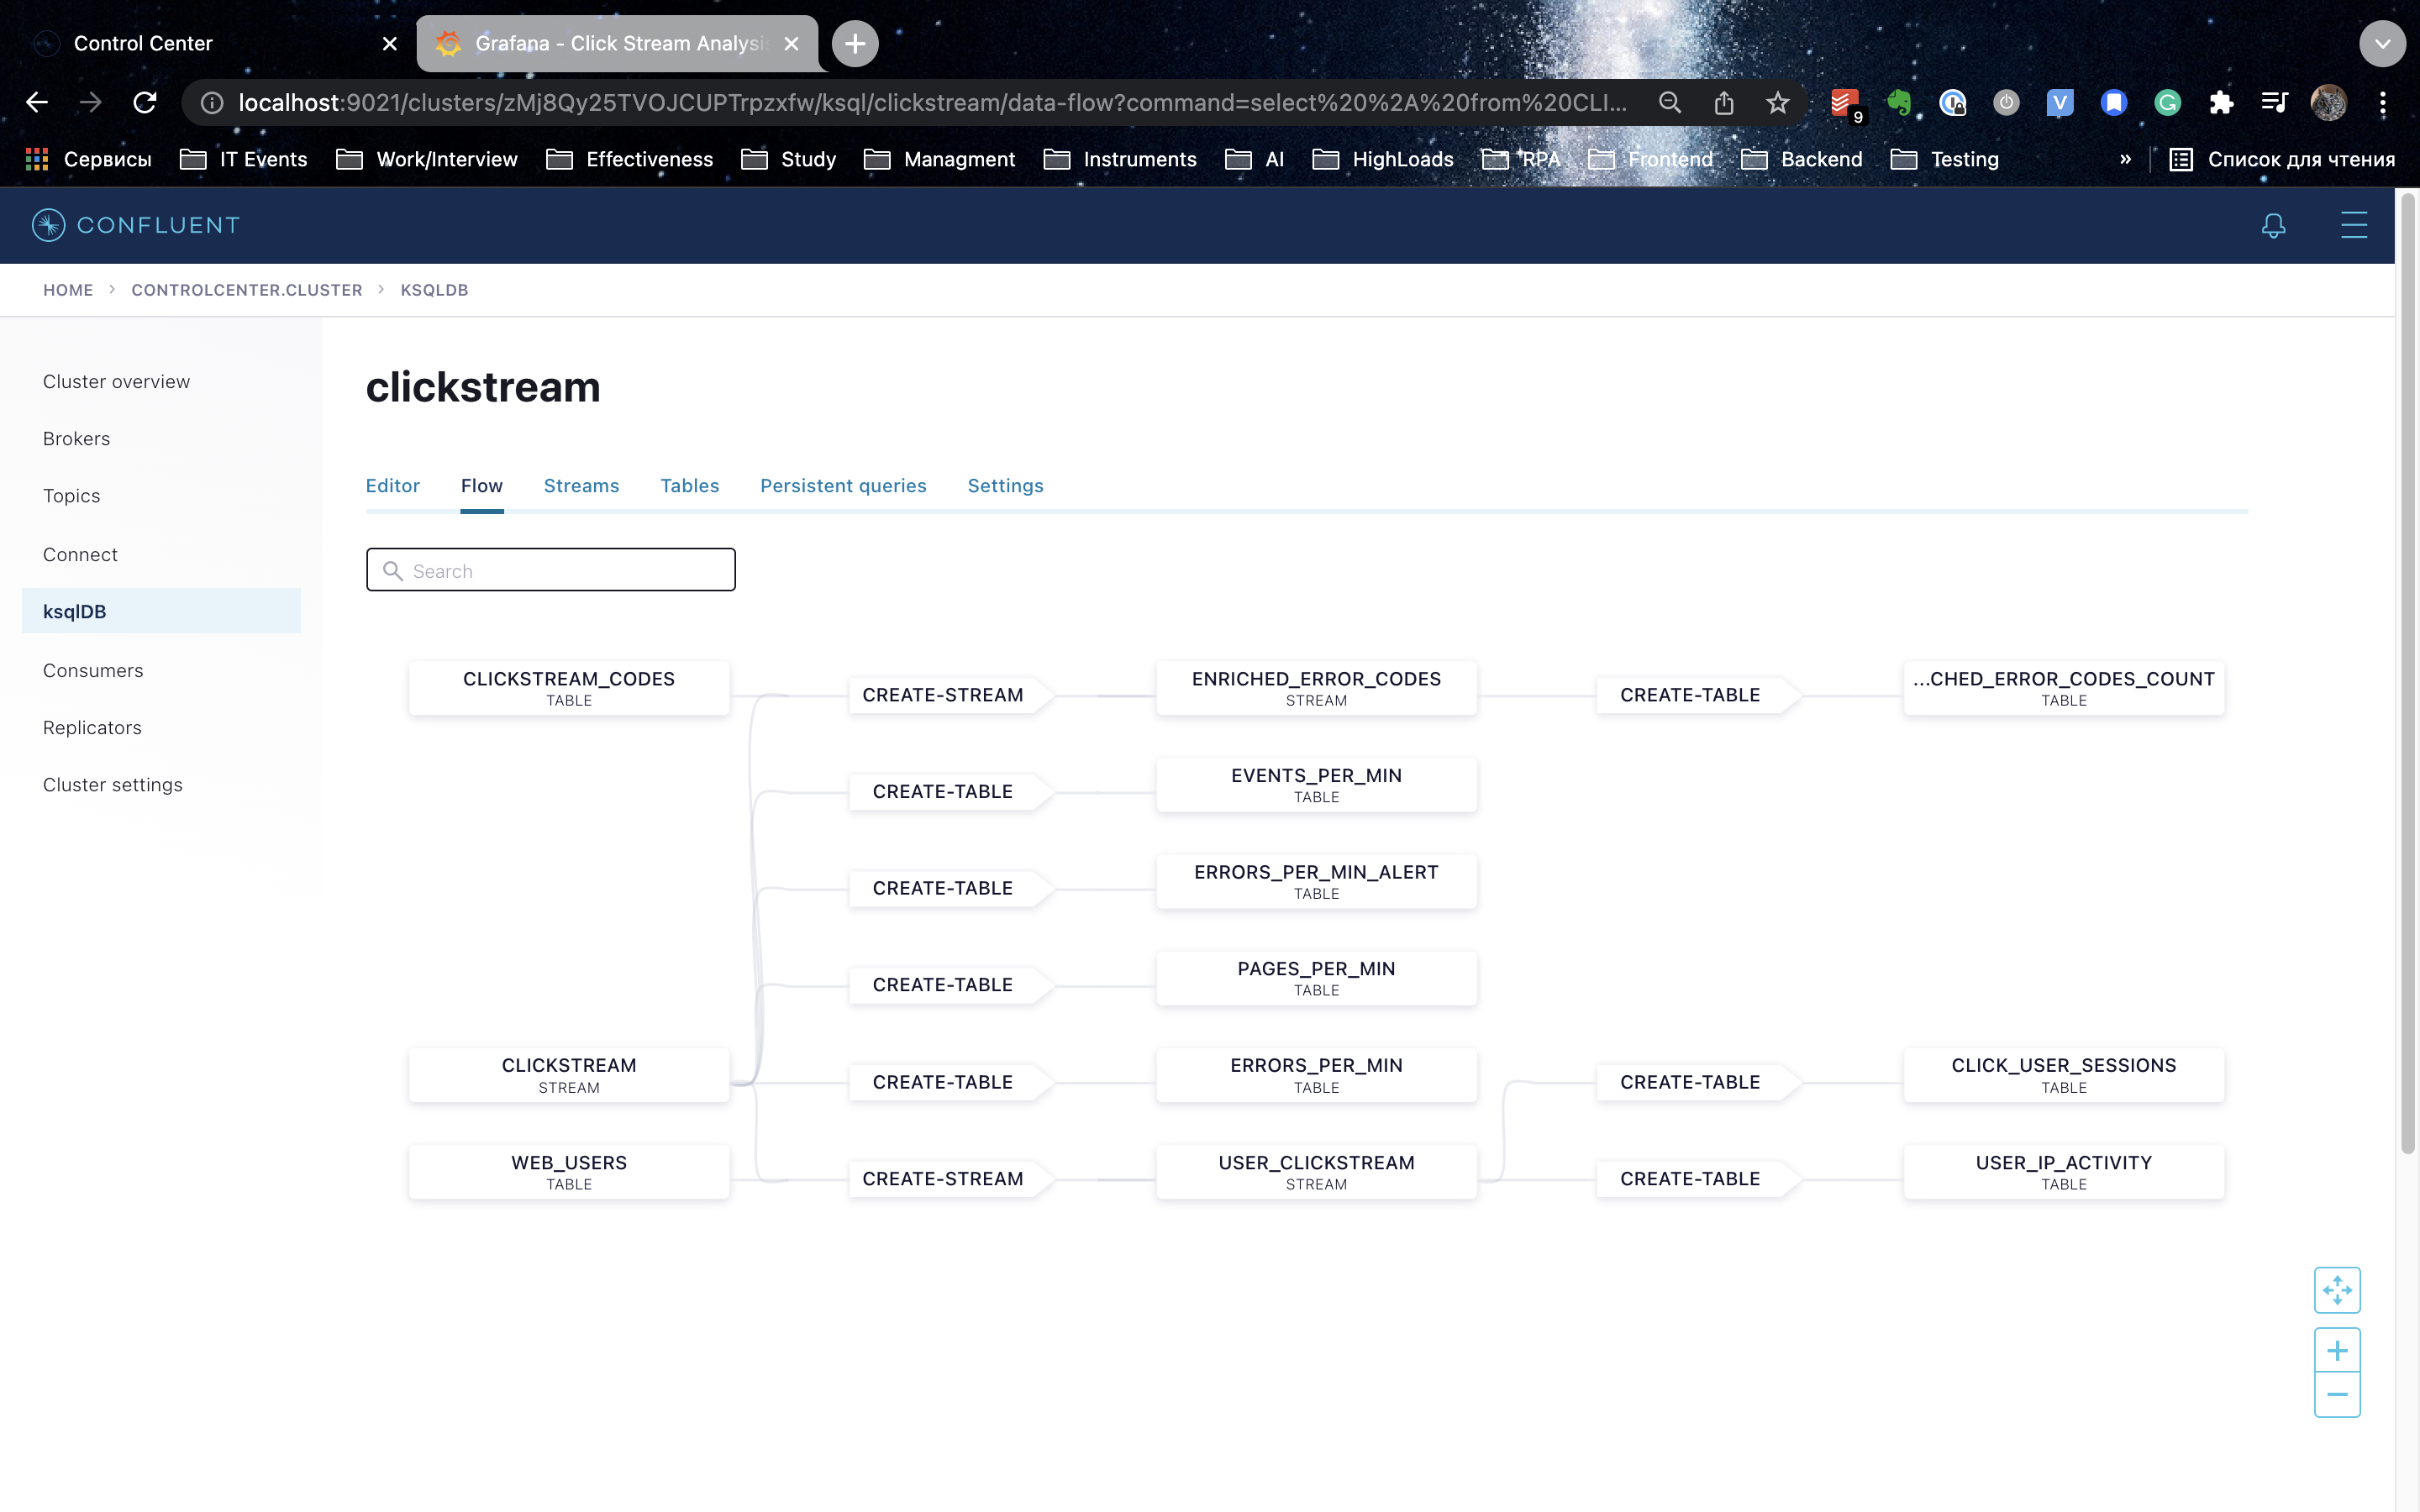 Control Center
Grafana - Click Stream Analysis
localhost:9021/clusters/zMj8Qy25TVOJCUPTrpzxfw/ksql/clickstream/data-flow?command=select%20%2A%20from%20CLI...
9
Сервисы IT Events Work/Interview Effectiveness Study Managment Instruments AI HighLoads RPA Frontend Backend Testing » Список для чтения
CONFLUENT
HOME > CONTROLCENTER.CLUSTER > KSQLDB
Cluster overview
Brokers
Topics
Connect
ksqlDB
Consumers
Replicators
Cluster settings
clickstream
Editor Flow Streams Tables Persistent queries Settings
Search
CLICKSTREAM_CODES
TABLE
CREATE-STREAM
ENRICHED_ERROR_CODES
STREAM
CREATE-TABLE
...CHED_ERROR_CODES_COUNT
TABLE
CREATE-TABLE
EVENTS_PER_MIN
TABLE
CREATE-TABLE
ERRORS_PER_MIN_ALERT
TABLE
CREATE-TABLE
PAGES_PER_MIN
TABLE
CLICKSTREAM
STREAM
CREATE-TABLE
ERRORS_PER_MIN
TABLE
CREATE-TABLE
CLICK_USER_SESSIONS
TABLE
WEB_USERS
TABLE
CREATE-STREAM
USER_CLICKSTREAM
STREAM
CREATE-TABLE
USER_IP_ACTIVITY
TABLE